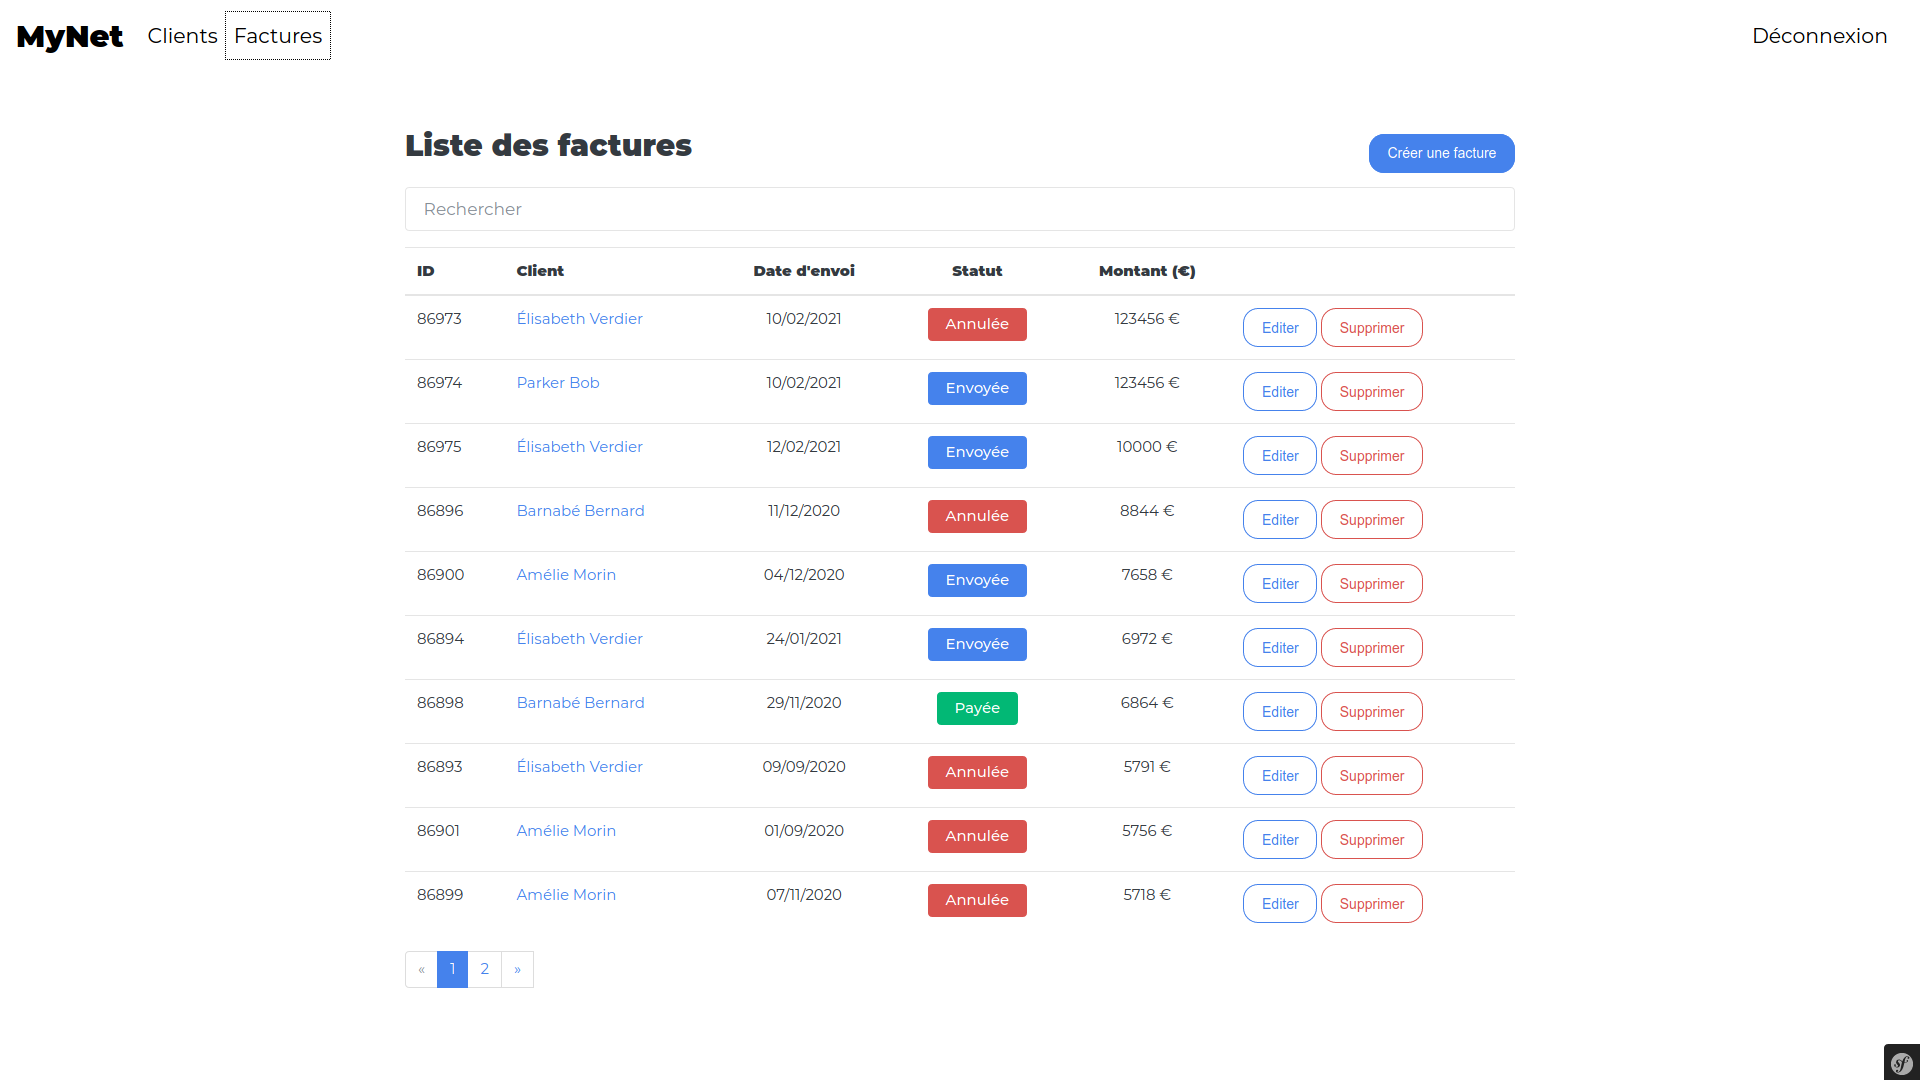 MyNet Clients Factures Déconnexion
Liste des factures
Créer une facture
Rechercher
ID Client Date d'envoi Statut Montant (€)
86973 Élisabeth Verdier 10/02/2021 Annulée 123456 € Editer Supprimer
86974 Parker Bob 10/02/2021 Envoyée 123456 € Editer Supprimer
86975 Élisabeth Verdier 12/02/2021 Envoyée 10000 € Editer Supprimer
86896 Barnabé Bernard 11/12/2020 Annulée 8844 € Editer Supprimer
86900 Amélie Morin 04/12/2020 Envoyée 7658 € Editer Supprimer
86894 Élisabeth Verdier 24/01/2021 Envoyée 6972 € Editer Supprimer
86898 Barnabé Bernard 29/11/2020 Payée 6864 € Editer Supprimer
86893 Élisabeth Verdier 09/09/2020 Annulée 5791 € Editer Supprimer
86901 Amélie Morin 01/09/2020 Annulée 5756 € Editer Supprimer
86899 Amélie Morin 07/11/2020 Annulée 5718 € Editer Supprimer
« 1 2 »
sf